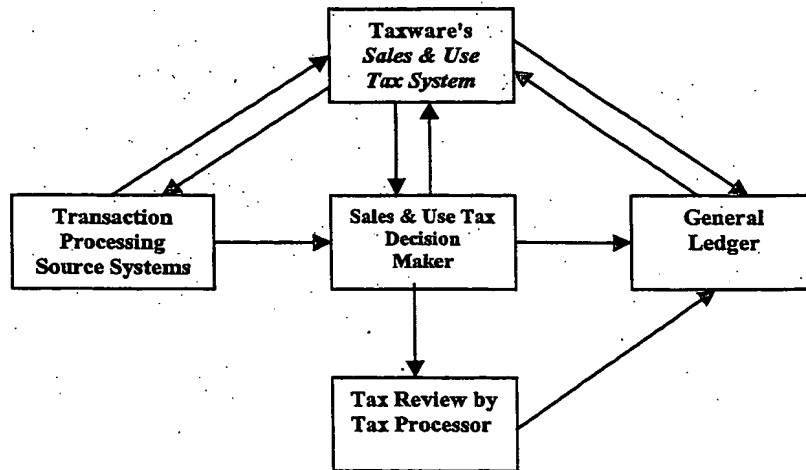 Taxware's
Sales & Use
Tax System
Transaction
Processing
Source Systems
Sales & Use Tax
Decision
Maker
General
Ledger
Tax Review by
Tax Processor